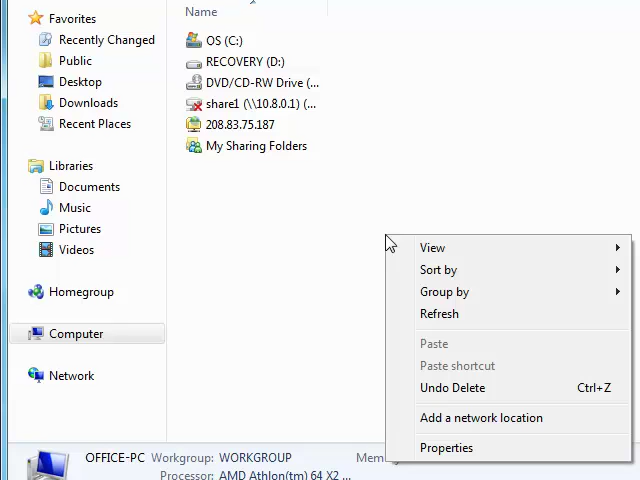 Favorites
Recently Changed
Public
Desktop
Downloads
Recent Places
Libraries
Documents
Music
Pictures
Videos
Homegroup
Computer
Network
Name
OS (C:)
RECOVERY (D:)
DVD/CD-RW Drive (...
share1 (\\10.8.0.1) (...
208.83.75.187
My Sharing Folders
View
Sort by
Group by
Refresh
Paste
Paste shortcut
Undo Delete Ctrl+Z
Add a network location
Properties
OFFICE-PC Workgroup: WORKGROUP
Processor: AMD Athlon(tm) 64 X2 ...